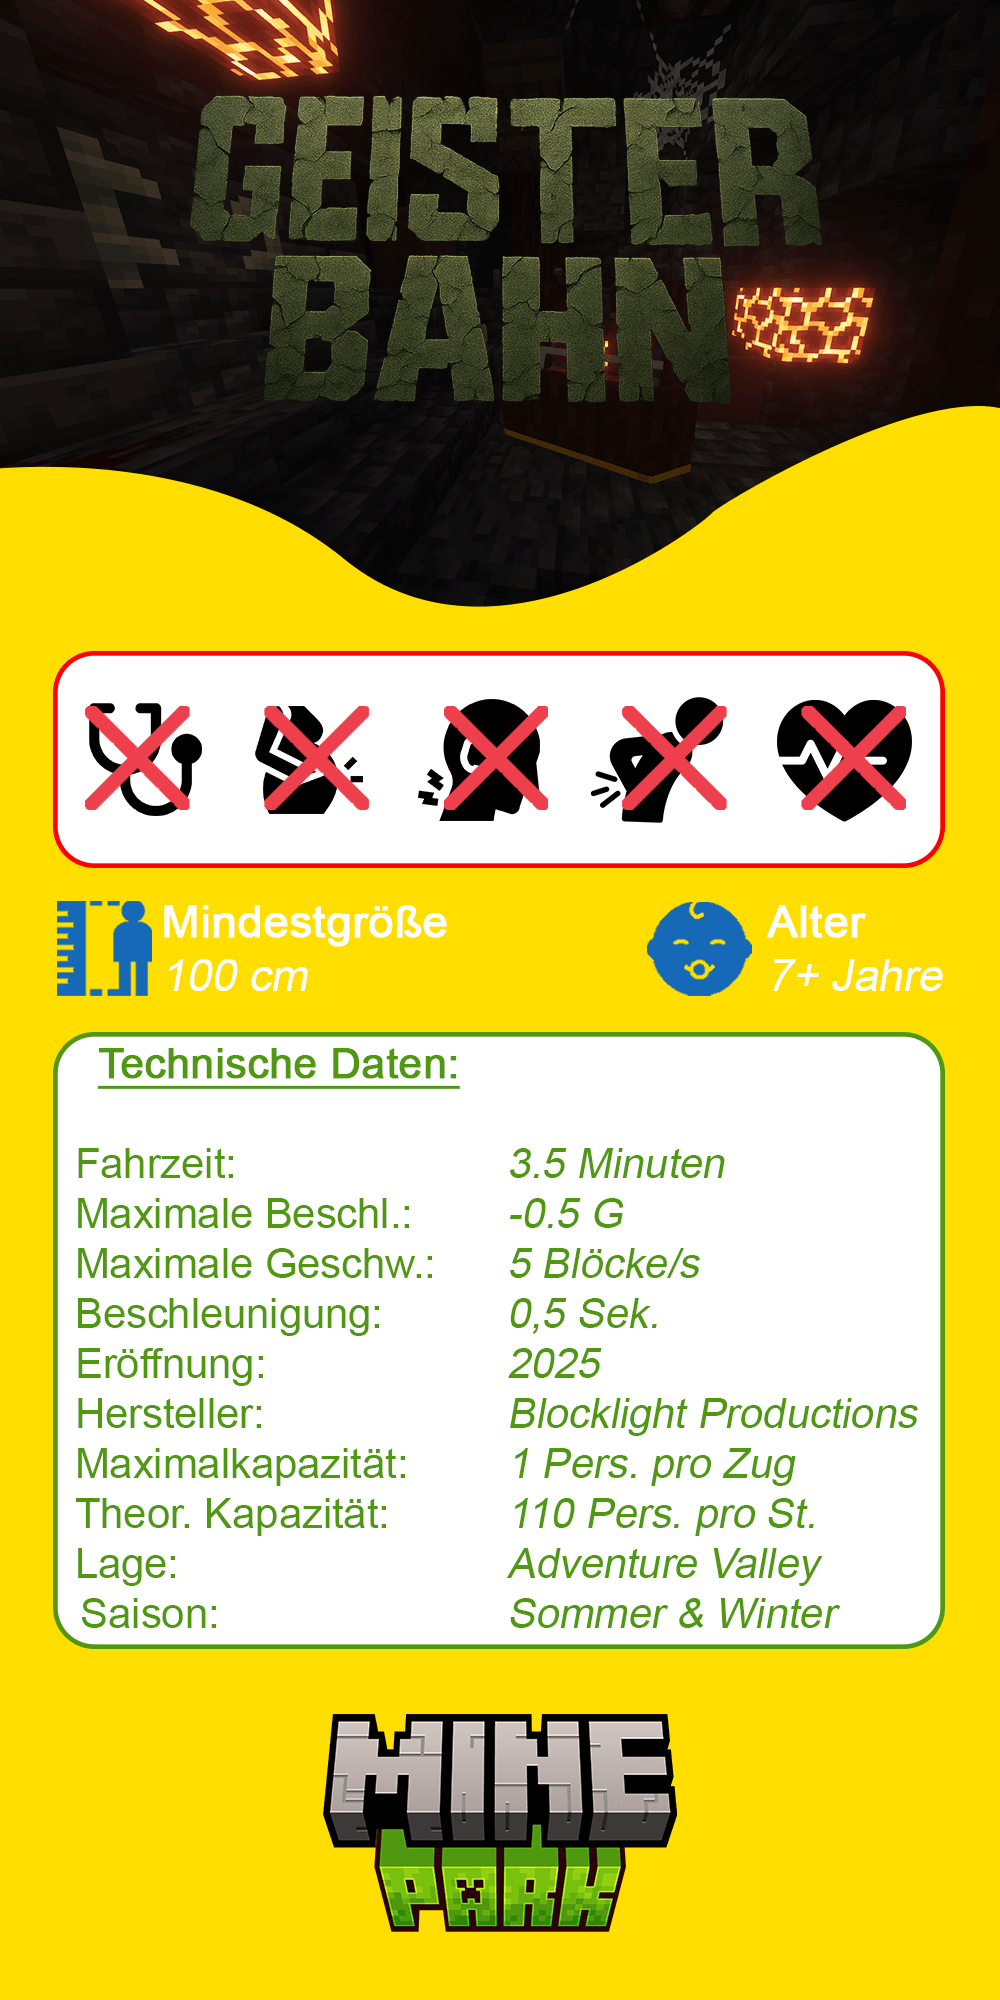 GEISTER
BAHN
Mindestgröße
100 cm
Alter
7+ Jahre
Technische Daten:
Fahrzeit: 3.5 Minuten
Maximale Beschl.: -0.5 G
Maximale Geschw.: 5 Blöcke/s
Beschleunigung: 0,5 Sek.
Eröffnung: 2025
Hersteller: Blocklight Productions
Maximalkapazität: 1 Pers. pro Zug
Theor. Kapazität: 110 Pers. pro St.
Lage: Adventure Valley
Saison: Sommer & Winter
MINE
PARK